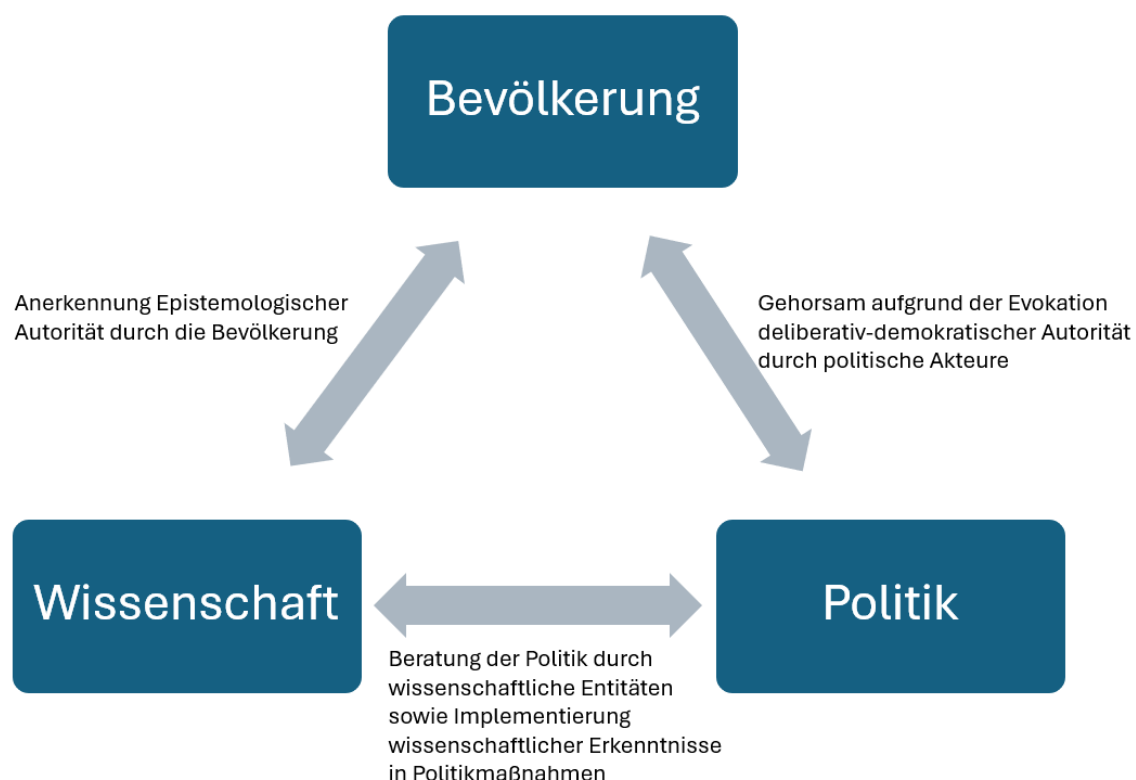 Bevölkerung
Anerkennung Epistemologischer
Autorität durch die Bevölkerung
Gehorsam aufgrund der Evokation
deliberativ-demokratischer Autorität
durch politische Akteure
Wissenschaft
Politik
Beratung der Politik durch
wissenschaftliche Entitäten
sowie Implementierung
wissenschaftlicher Erkenntnisse
in Politikmaßnahmen